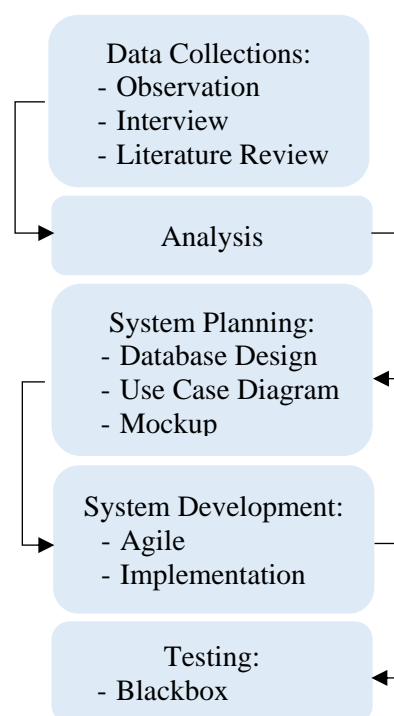 Data Collections:
- Observation
- Interview
- Literature Review
Analysis
System Planning:
- Database Design
- Use Case Diagram
- Mockup
System Development:
- Agile
- Implementation
Testing:
- Blackbox